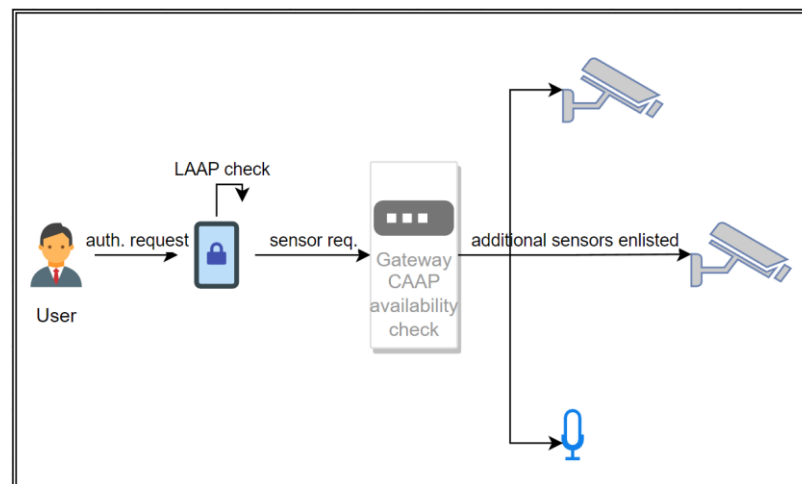 LAAP check
auth. request
sensor req.
additional sensors enlisted
Gateway
CAAP
availability
check
User